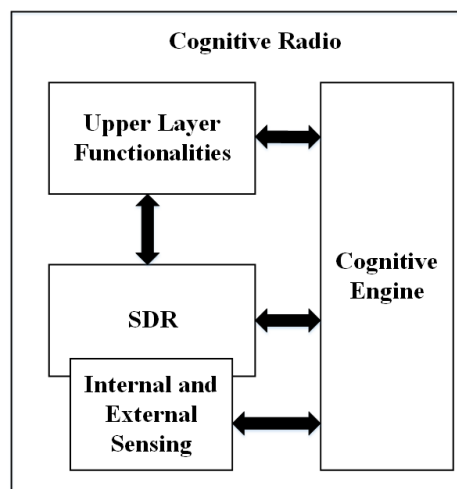 Cognitive Radio
Upper Layer
Functionalities
Cognitive
Engine
SDR
Internal and
External
Sensing